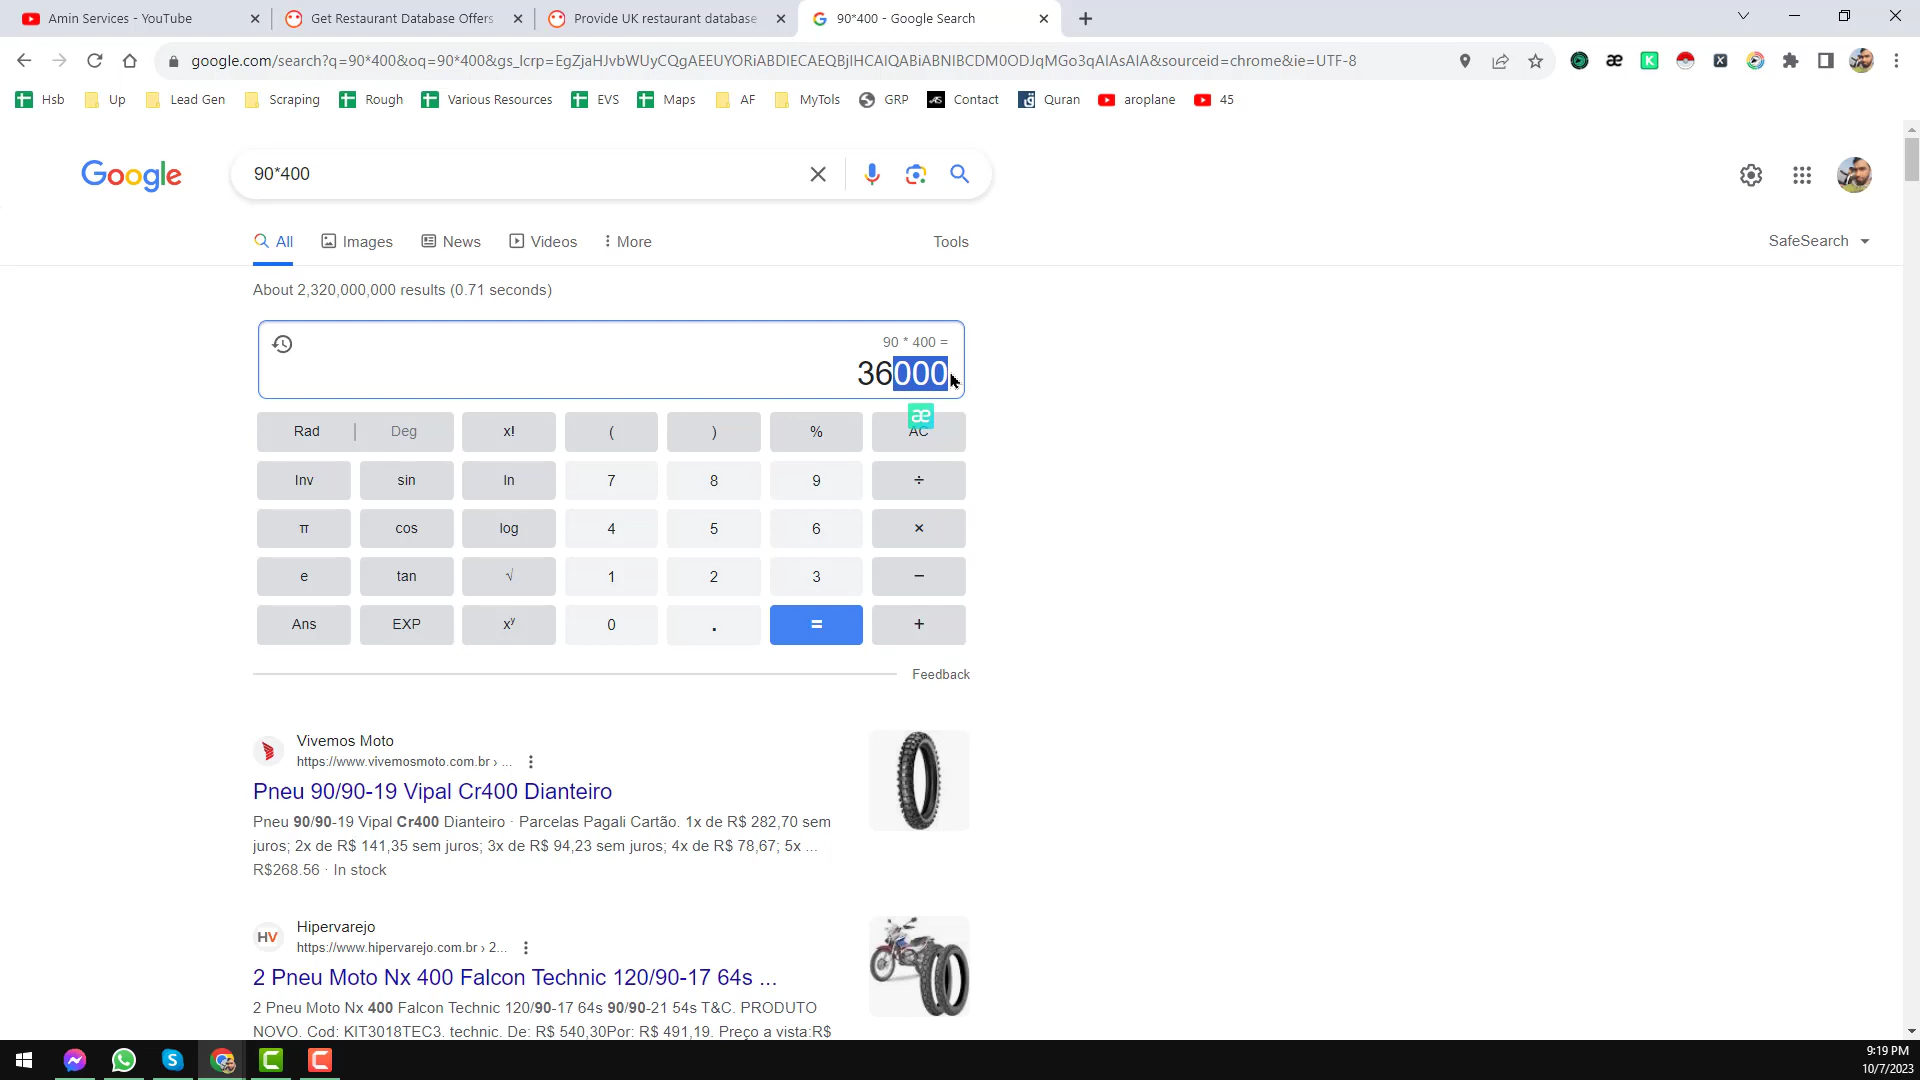 Amin Services - YouTube
Get Restaurant Database Offers
Provide UK restaurant database
90*400 - Google Search
google.com/search?q=90*400&oq=90*400&gs_lcrp=EgZjaHJvbWUyCQgAEEUYORiABDIECAEQBjIHCAIQABiABNIBCDM0ODJqMGo3qAIAsAIA&sourceid=chrome&ie=UTF-8
Hsb
Up
Lead Gen
Scraping
Rough
Various Resources
EVS
Maps
AF
MyTols
GRP
Contact
Quran
aroplane
45
Google
90*400
All
Images
News
Videos
More
Tools
SafeSearch
About 2,320,000,000 results (0.71 seconds)
90 * 400 =
36000
æ
Rad | Deg x! ( ) % AC
Inv sin ln 7 8 9 ÷
π cos log 4 5 6 ×
e tan √ 1 2 3 −
Ans EXP xʸ 0 . = +
Feedback
Vivemos Moto
https://www.vivemosmoto.com.br › ...
Pneu 90/90-19 Vipal Cr400 Dianteiro
Pneu 90/90-19 Vipal Cr400 Dianteiro · Parcelas Pagali Cartão. 1x de R$ 282,70 sem
juros; 2x de R$ 141,35 sem juros; 3x de R$ 94,23 sem juros; 4x de R$ 78,67; 5x ...
R$268.56 · In stock
HV
Hipervarejo
https://www.hipervarejo.com.br › 2...
2 Pneu Moto Nx 400 Falcon Technic 120/90-17 64s ...
2 Pneu Moto Nx 400 Falcon Technic 120/90-17 64s 90/90-21 54s T&C. PRODUTO
NOVO. Cod: KIT3018TEC3. technic. De: R$ 540,30Por: R$ 491,19. Preço a vista:R$
9:19 PM
10/7/2023